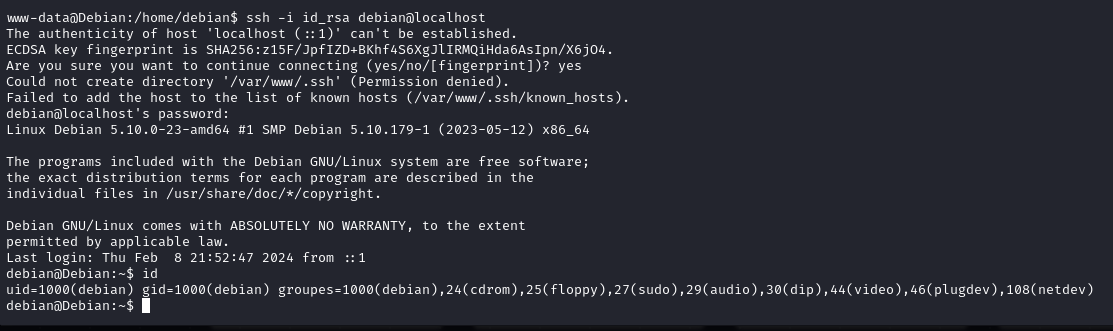 www-data@Debian:/home/debian$ ssh -i id_rsa debian@localhost
The authenticity of host 'localhost (::1)' can't be established.
ECDSA key fingerprint is SHA256:z15F/JpfIZD+BKhf4S6XgJlIRMQiHda6AsIpn/X6jO4.
Are you sure you want to continue connecting (yes/no/[fingerprint])? yes
Could not create directory '/var/www/.ssh' (Permission denied).
Failed to add the host to the list of known hosts (/var/www/.ssh/known_hosts).
debian@localhost's password:
Linux Debian 5.10.0-23-amd64 #1 SMP Debian 5.10.179-1 (2023-05-12) x86_64
The programs included with the Debian GNU/Linux system are free software;
the exact distribution terms for each program are described in the
individual files in /usr/share/doc/*/copyright.
Debian GNU/Linux comes with ABSOLUTELY NO WARRANTY, to the extent
permitted by applicable law.
Last login: Thu Feb  8 21:52:47 2024 from ::1
debian@Debian:~$ id
uid=1000(debian) gid=1000(debian) groupes=1000(debian),24(cdrom),25(floppy),27(sudo),29(audio),30(dip),44(video),46(plugdev),108(netdev)
debian@Debian:~$